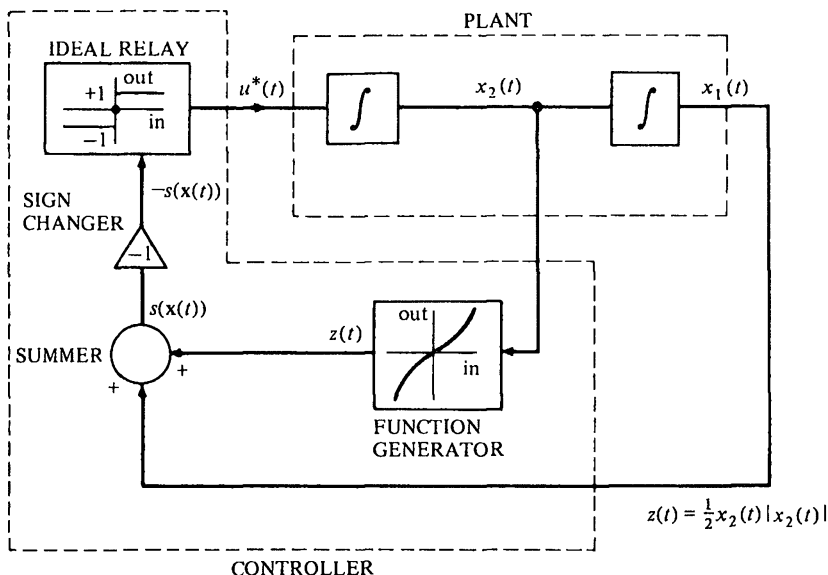 PLANT
IDEAL RELAY
out
+1
in
−1
u*(t)
∫
x₂(t)
∫
x₁(t)
−s(x(t))
SIGN
CHANGER
−1
s(x(t))
SUMMER
+
+
z(t)
out
in
FUNCTION
GENERATOR
z(t) = ½x₂(t)|x₂(t)|
CONTROLLER